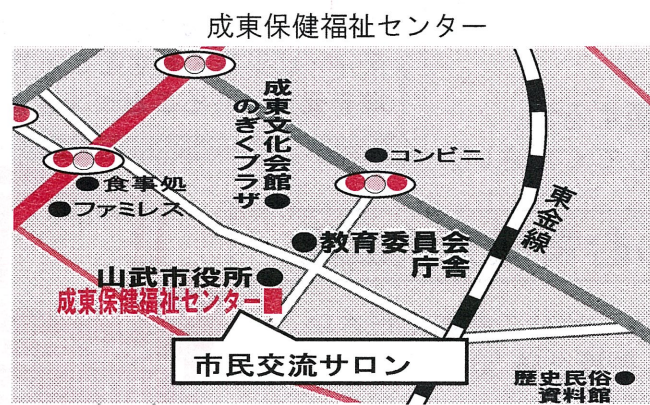 成東保健福祉センター
成東文化会館
のぎくプラザ
コンビニ
食事処
ファミレス
東金線
教育委員会
庁舎
山武市役所
成東保健福祉センター
市民交流サロン
歴史民俗
資料館